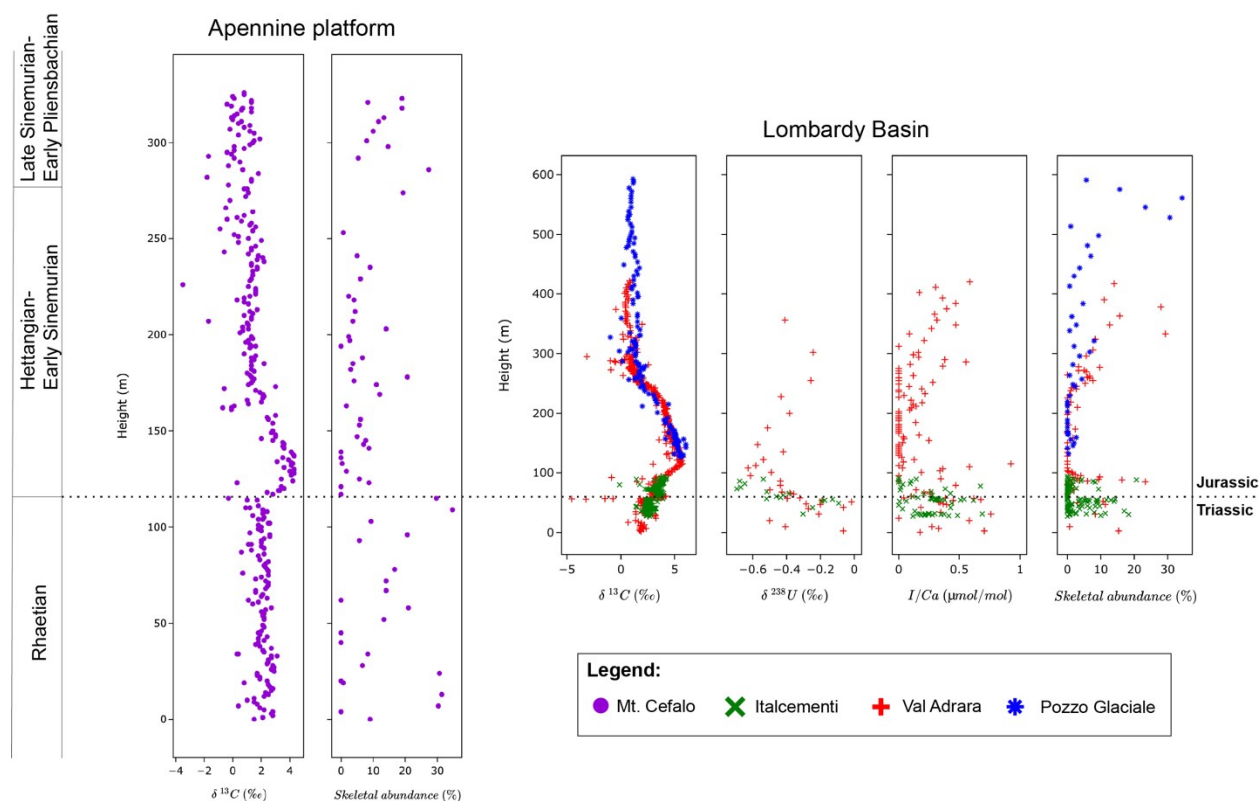 Apennine platform
Late Sinemurian-
Early Pliensbachian
Hettangian-
Early Sinemurian
Rhaetian
Height (m)
300
250
200
150
100
50
0
−4 −2 0 2 4
δ ¹³C (‰)
0 10 20 30
Skeletal abundance (%)
Lombardy Basin
Height (m)
600
500
400
300
200
100
0
−5 0 5
δ ¹³C (‰)
−0.6 −0.4 −0.2 0
δ ²³⁸U (‰)
0 0.5 1
I/Ca (μmol/mol)
0 10 20 30
Skeletal abundance (%)
Jurassic
Triassic
Legend:
Mt. Cefalo Italcementi Val Adrara Pozzo Glaciale